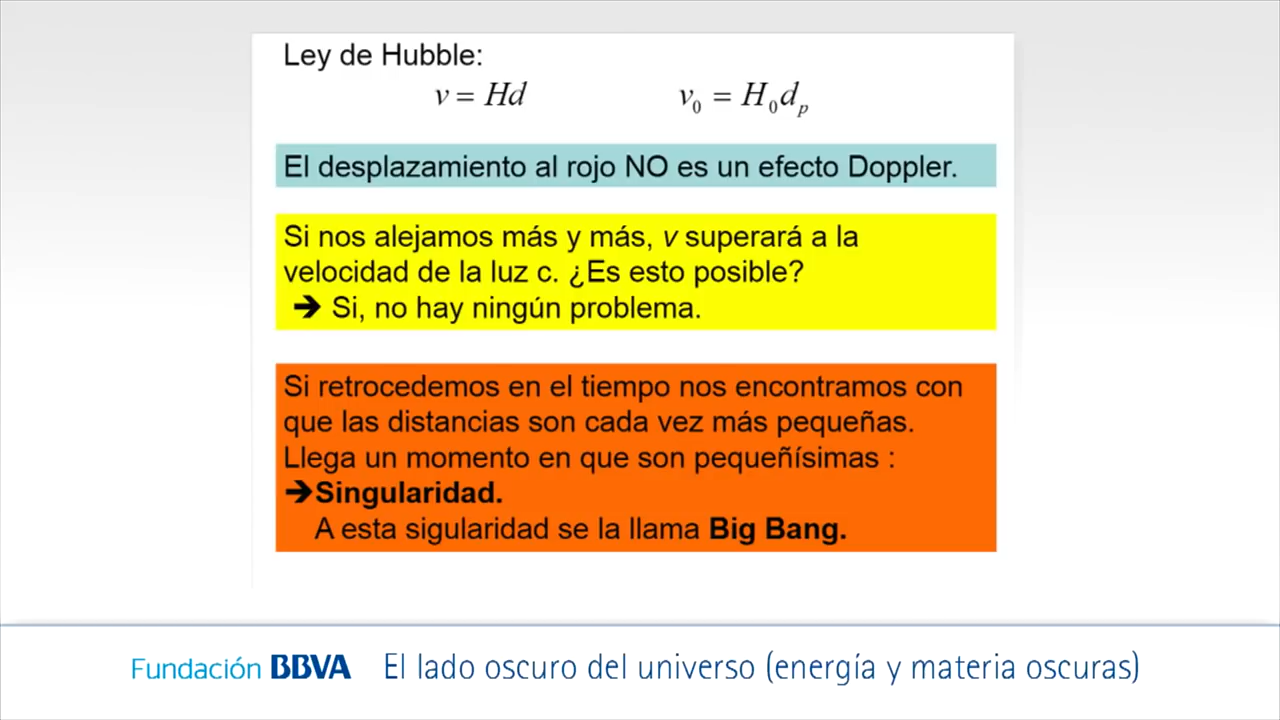 Ley de Hubble:
v = Hd    v₀ = H₀dₚ
El desplazamiento al rojo NO es un efecto Doppler.
Si nos alejamos más y más, v superará a la
velocidad de la luz c. ¿Es esto posible?
➔ Si, no hay ningún problema.
Si retrocedemos en el tiempo nos encontramos con
que las distancias son cada vez más pequeñas.
Llega un momento en que son pequeñísimas :
➔Singularidad.
A esta sigularidad se la llama Big Bang.
Fundación BBVA El lado oscuro del universo (energía y materia oscuras)